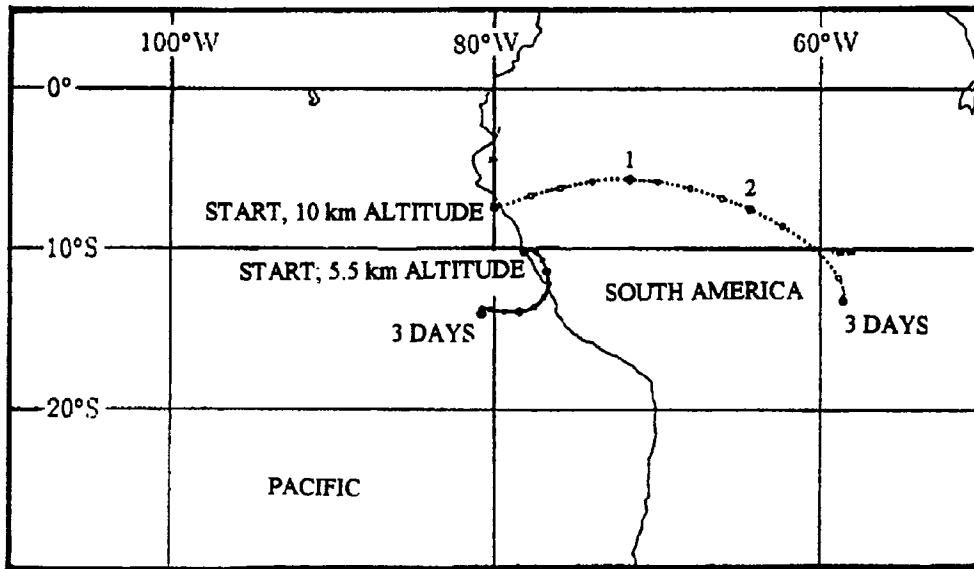 100°W 80°W 60°W
0°
1
2
START, 10 km ALTITUDE
10°S
START; 5.5 km ALTITUDE
SOUTH AMERICA
3 DAYS
3 DAYS
20°S
PACIFIC